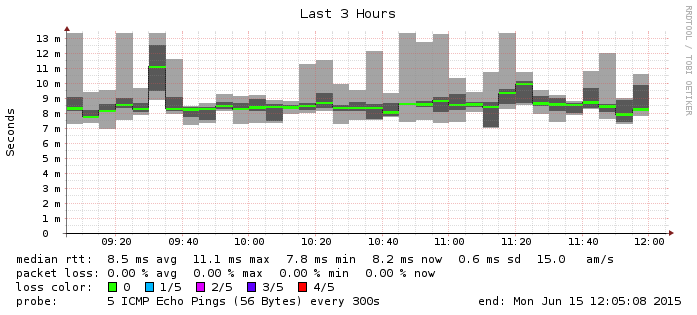 Last 3 Hours
RRDTOOL / TOBI OETIKER
Seconds
13 m
12 m
11 m
10 m
9 m
8 m
7 m
6 m
5 m
4 m
3 m
2 m
1 m
0
09:20 09:40 10:00 10:20 10:40 11:00 11:20 11:40 12:00
median rtt: 8.5 ms avg 11.1 ms max 7.8 ms min 8.2 ms now 0.6 ms sd 15.0 am/s
packet loss: 0.00 % avg 0.00 % max 0.00 % min 0.00 % now
loss color: 0 1/5 2/5 3/5 4/5
probe: 5 ICMP Echo Pings (56 Bytes) every 300s end: Mon Jun 15 12:05:08 2015